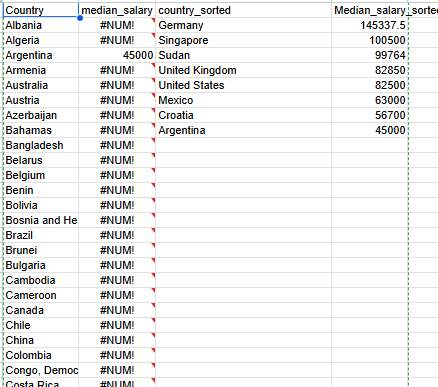 Country median_salary country_sorted Median_salary_sorted
Albania #NUM! Germany 145337.5
Algeria #NUM! Singapore 100500
Argentina 45000 Sudan 99764
Armenia #NUM! United Kingdom 82850
Australia #NUM! United States 82500
Austria #NUM! Mexico 63000
Azerbaijan #NUM! Croatia 56700
Bahamas #NUM! Argentina 45000
Bangladesh #NUM!
Belarus #NUM!
Belgium #NUM!
Benin #NUM!
Bolivia #NUM!
Bosnia and He #NUM!
Brazil #NUM!
Brunei #NUM!
Bulgaria #NUM!
Cambodia #NUM!
Cameroon #NUM!
Canada #NUM!
Chile #NUM!
China #NUM!
Colombia #NUM!
Congo, Democ #NUM!
Costa Rica #NUM!